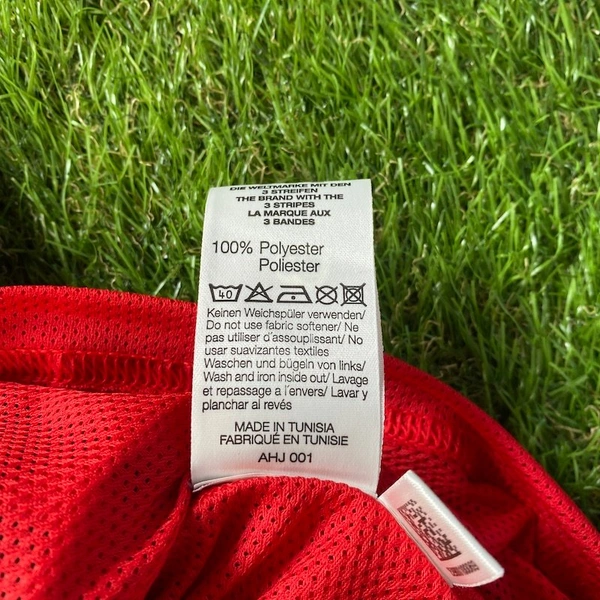 DIE WELTMARKE MIT DEN
3 STREIFEN
THE BRAND WITH THE
3 STRIPES
LA MARQUE AUX
3 BANDES
100% Polyester
Poliester
40
Keinen Weichspüler verwenden/
Do not use fabric softener/ Ne
pas utiliser d'assouplissant/ No
usar suavizantes textiles
Waschen und bügeln von links/
Wash and iron inside out/ Lavage
et repassage a l'envers/ Lavar y
planchar al revés
MADE IN TUNISIA
FABRIQUÉ EN TUNISIE
AHJ 001